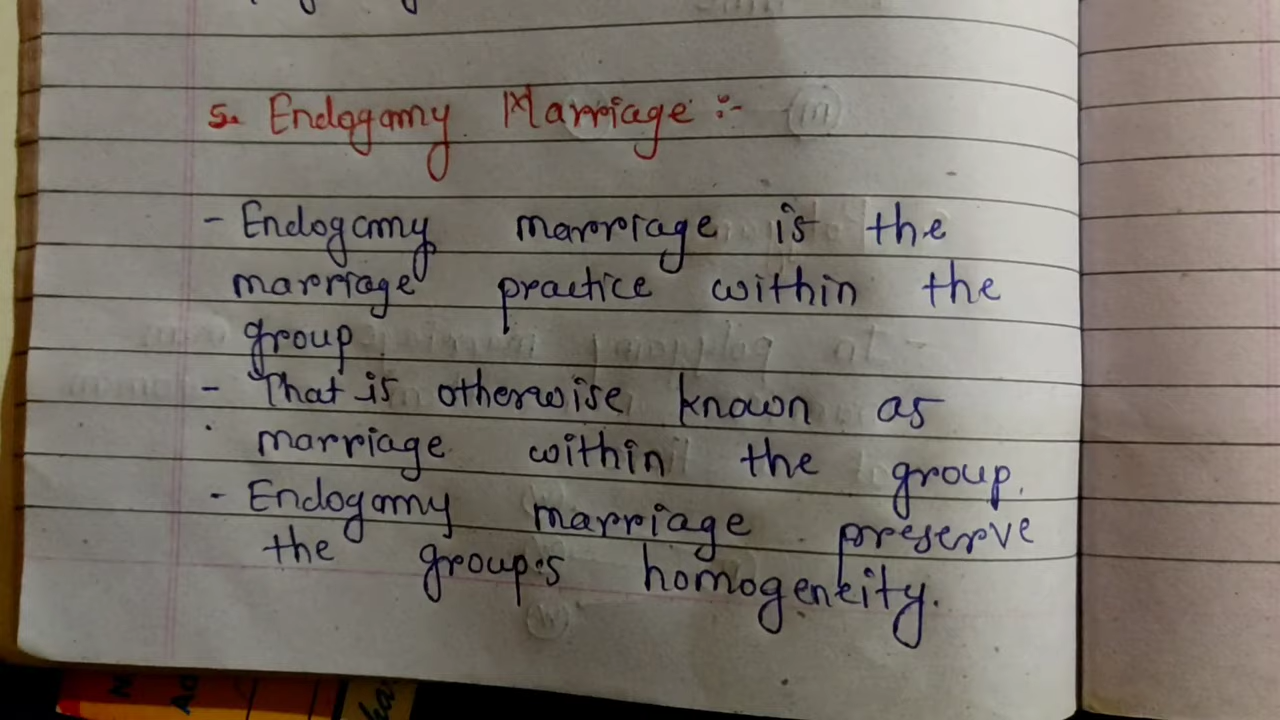 5. Endogamy Marriage :-
- Endogamy marriage is the
marriage practice within the
group
- That is otherwise known as
marriage within the group.
- Endogamy marriage preserve
the group's homogeneity.